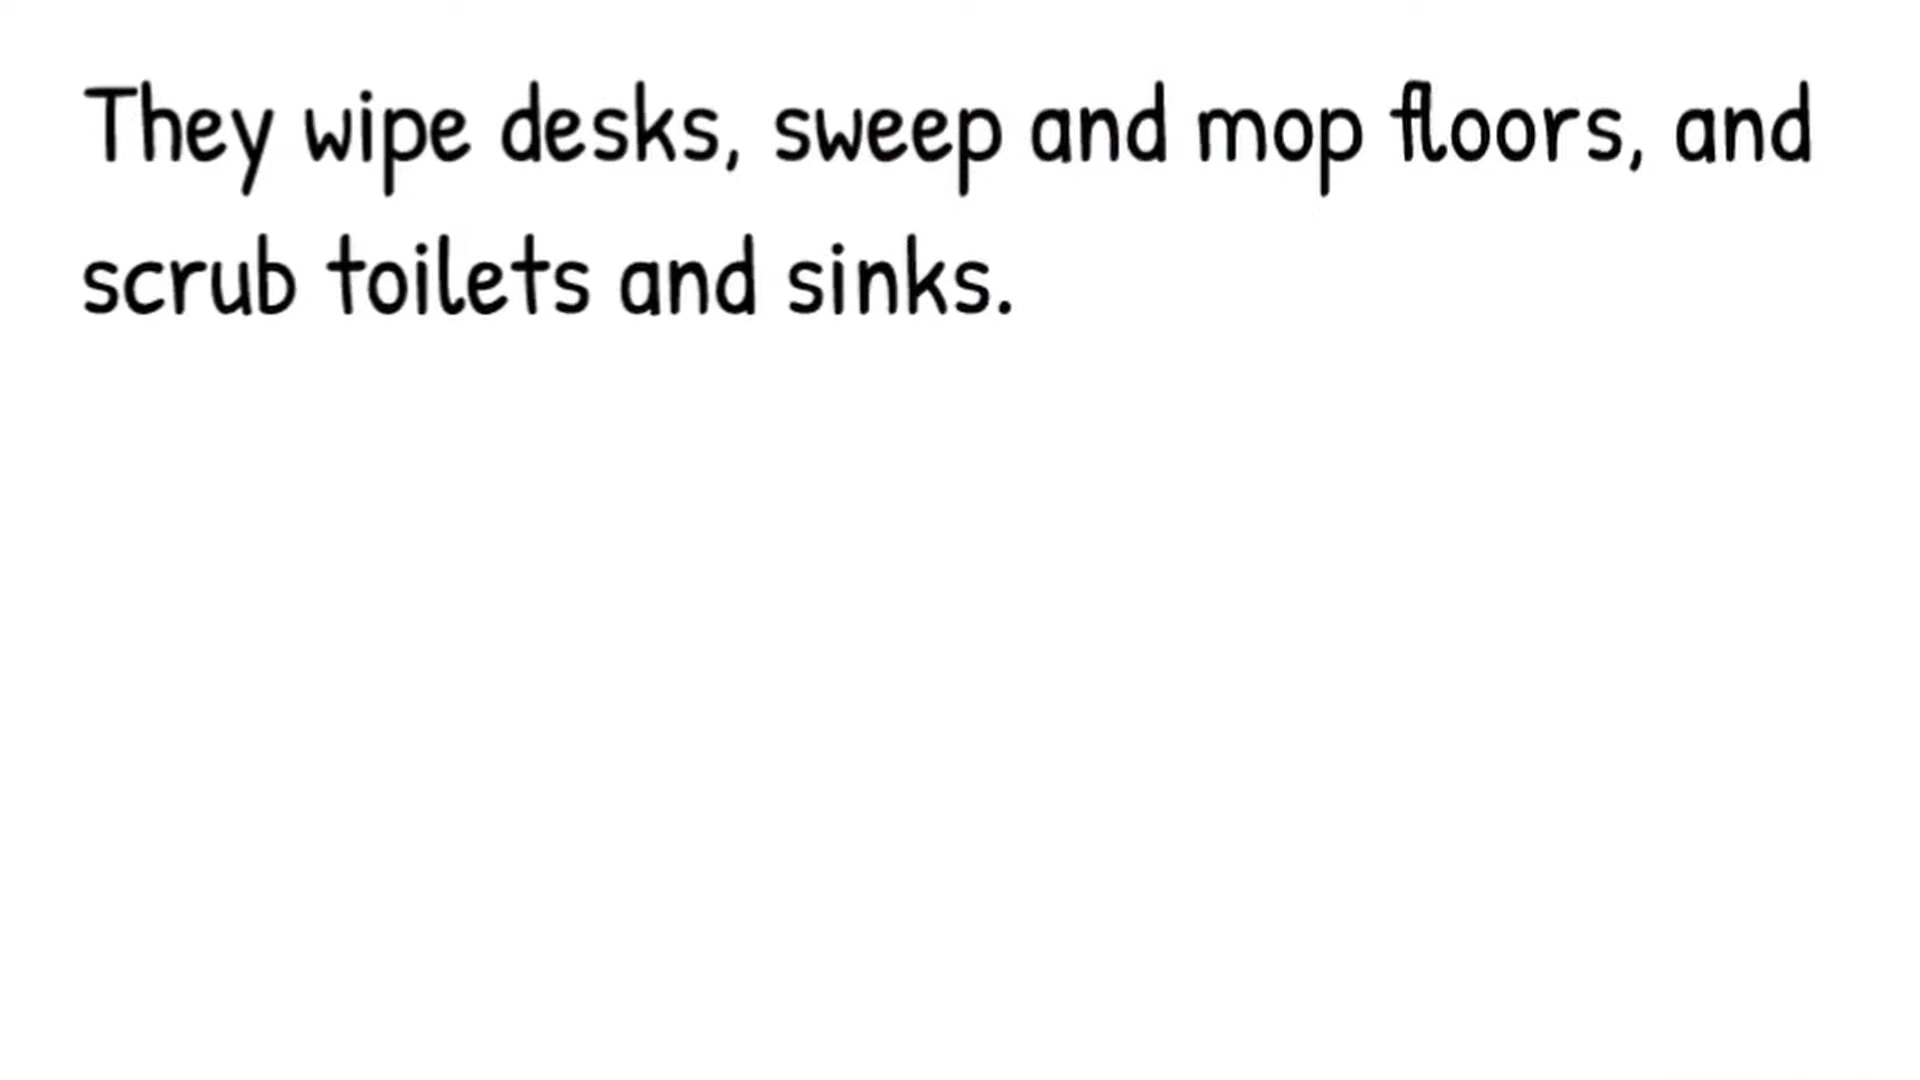 They wipe desks, sweep and mop floors, and
scrub toilets and sinks.